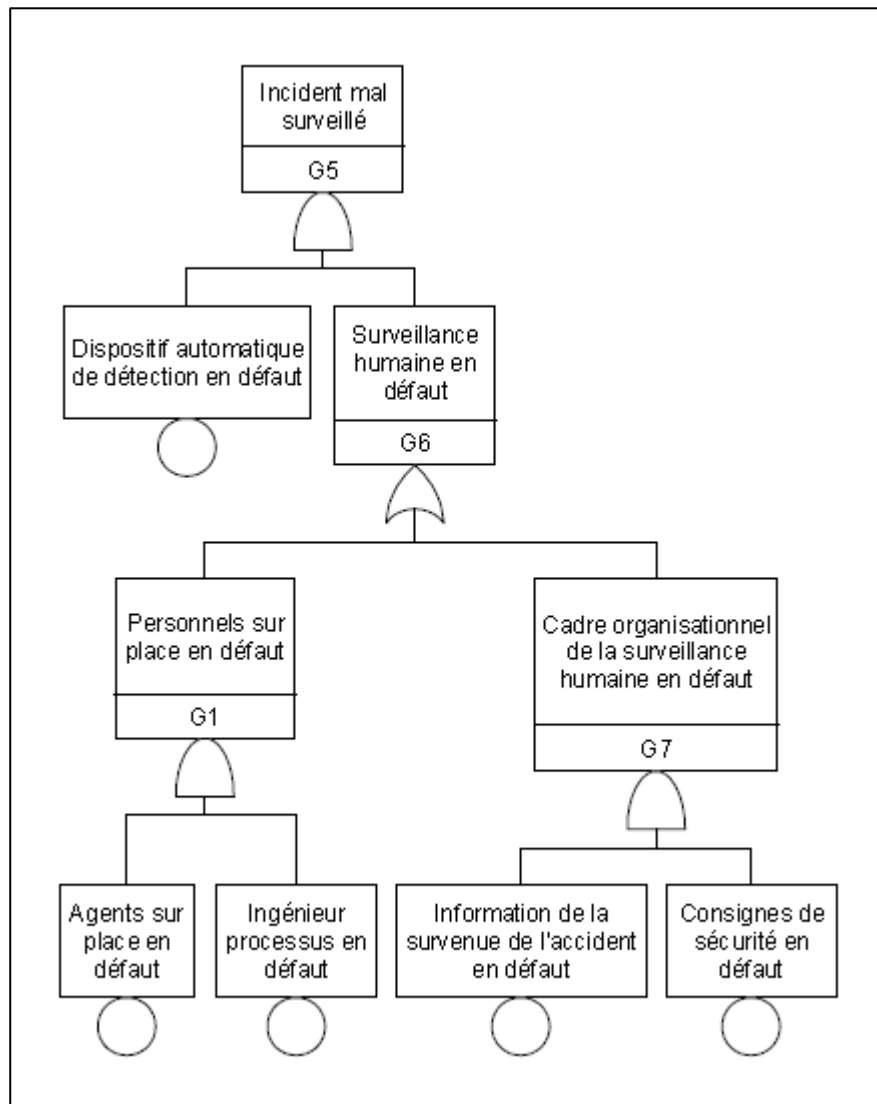 Incident mal
surveillé
G5
Dispositif automatique
de détection en défaut
Surveillance
humaine en
défaut
G6
Personnels sur
place en défaut
G1
Cadre organisationnel
de la surveillance
humaine en défaut
G7
Agents sur
place en
défaut
Ingénieur
processus en
défaut
Information de la
survenue de l'accident
en défaut
Consignes de
sécurité en
défaut